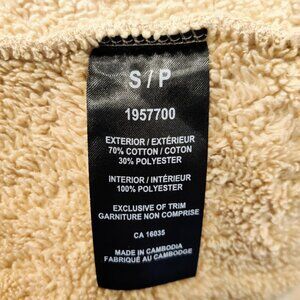 S / P
1957700
EXTERIOR / EXTÉRIEUR
70% COTTON / COTON
30% POLYESTER
INTERIOR / INTÉRIEUR
100% POLYESTER
EXCLUSIVE OF TRIM
GARNITURE NON COMPRISE
CA 16035
MADE IN CAMBODIA
FABRIQUÉ AU CAMBODGE